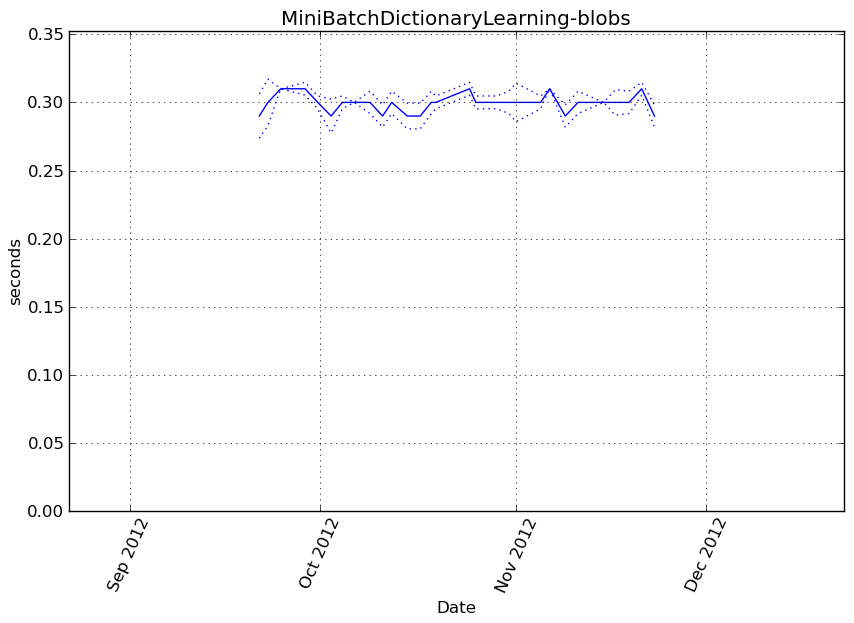 MiniBatchDictionaryLearning-blobs
0.35
0.30
0.25
0.20
0.15
0.10
0.05
0.00
seconds
Sep 2012
Oct 2012
Nov 2012
Dec 2012
Date